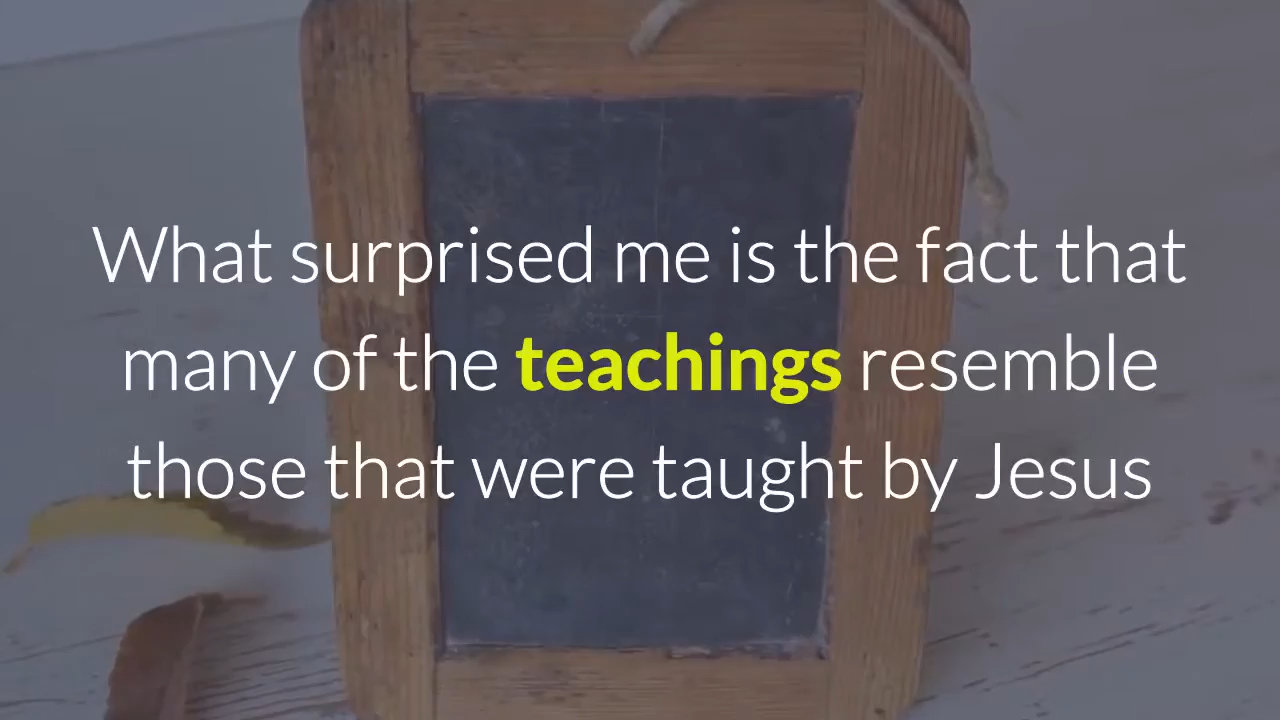 What surprised me is the fact that
many of the teachings resemble
those that were taught by Jesus